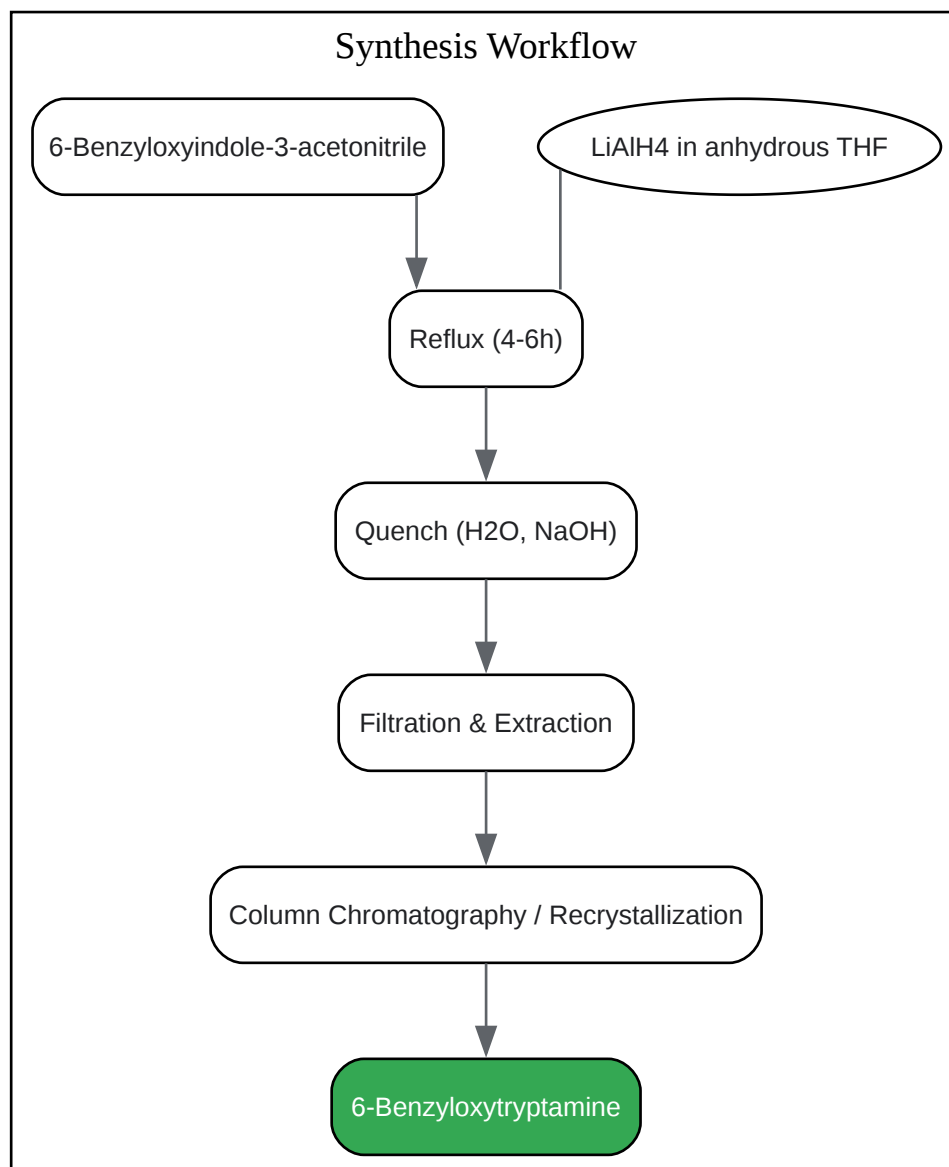 Synthesis Workflow
6-Benzyloxyindole-3-acetonitrile
LiAlH4 in anhydrous THF
Reflux (4-6h)
Quench (H2O, NaOH)
Filtration & Extraction
Column Chromatography / Recrystallization
6-Benzyloxytryptamine